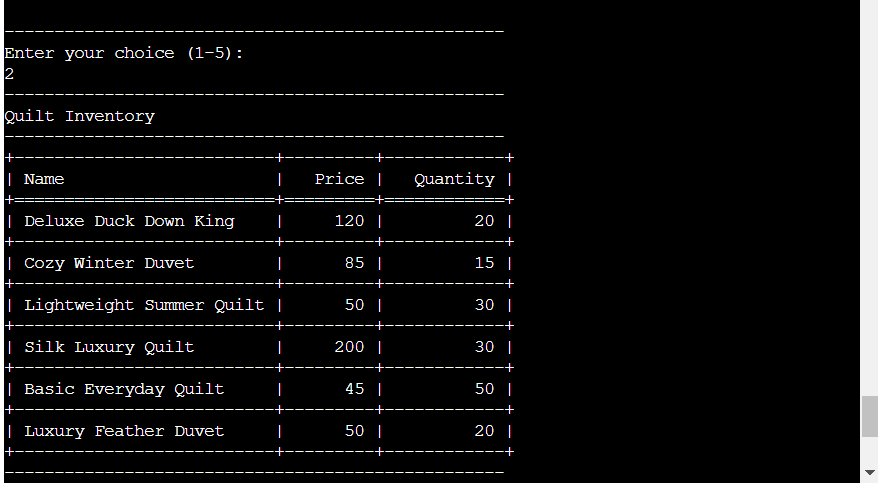 --------------------------------------------------
Enter your choice (1-5):
2
--------------------------------------------------
Quilt Inventory
--------------------------------------------------
+--------------------------+---------+------------+
| Name                     |   Price |   Quantity |
+==========================+=========+============+
| Deluxe Duck Down King    |     120 |         20 |
+--------------------------+---------+------------+
| Cozy Winter Duvet        |      85 |         15 |
+--------------------------+---------+------------+
| Lightweight Summer Quilt |      50 |         30 |
+--------------------------+---------+------------+
| Silk Luxury Quilt        |     200 |         30 |
+--------------------------+---------+------------+
| Basic Everyday Quilt     |      45 |         50 |
+--------------------------+---------+------------+
| Luxury Feather Duvet     |      50 |         20 |
+--------------------------+---------+------------+
--------------------------------------------------